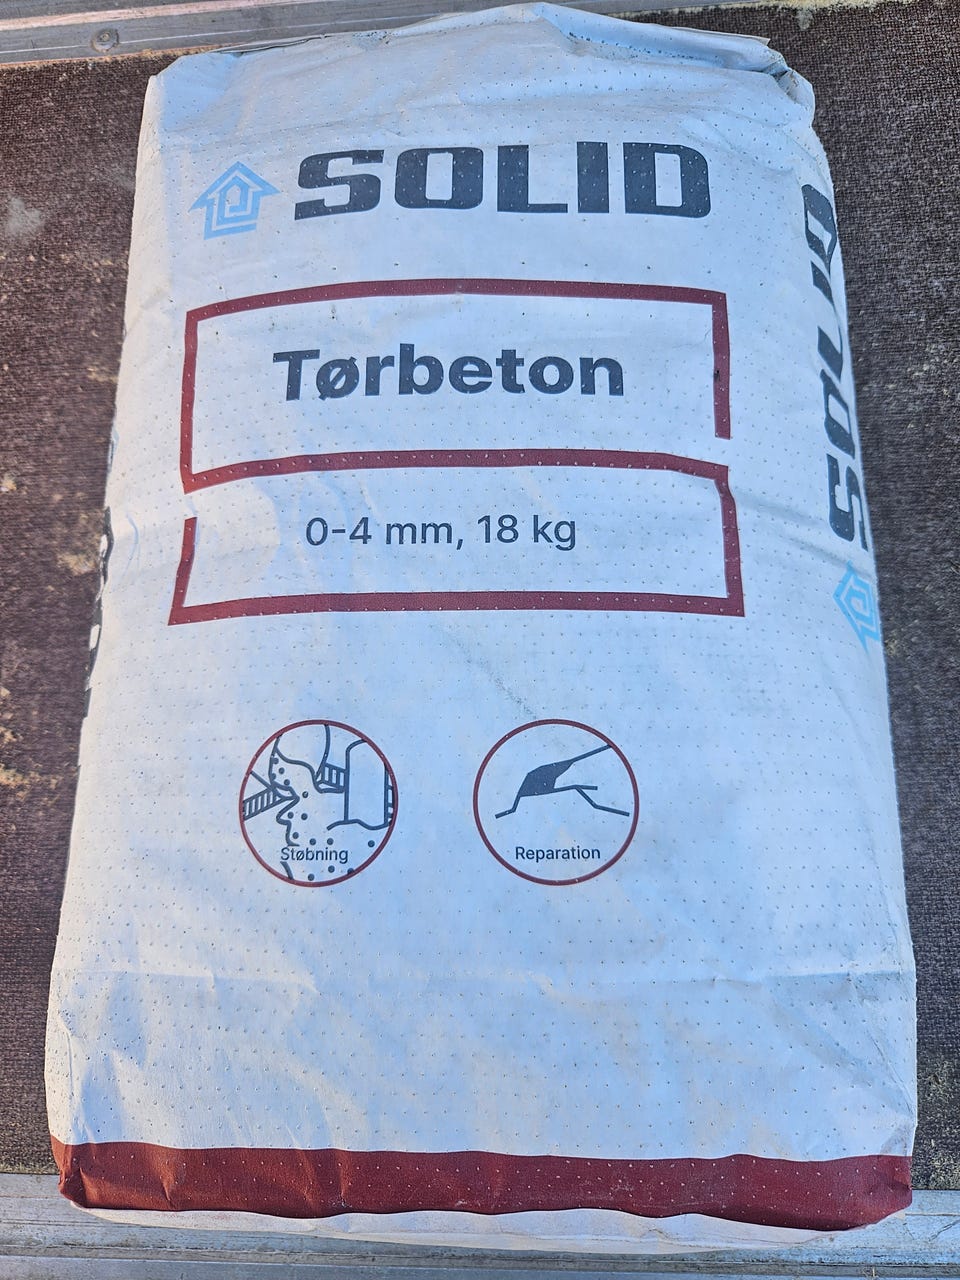 SOLID
Tørbeton
0-4 mm, 18 kg
Støbning
Reparation
SOLID